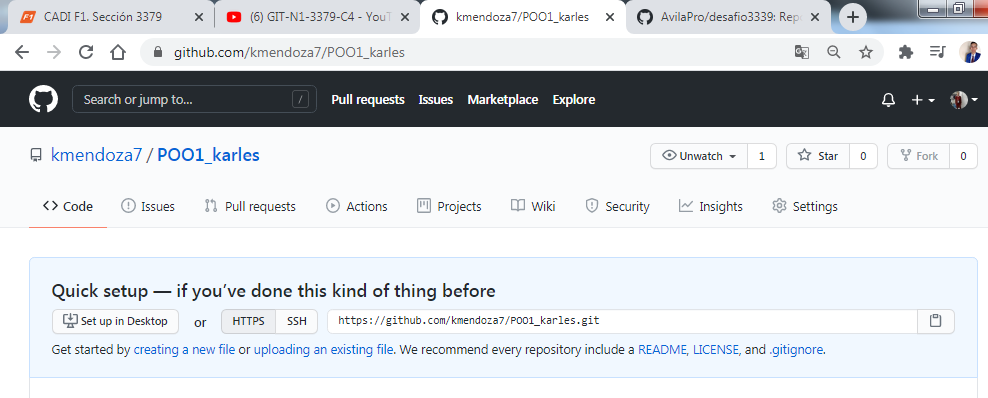 F1 CADI F1. Sección 3379
(6) GIT-N1-3379-C4 - YouT
kmendoza7/POO1_karles
AvilaPro/desafio3339: Rep
github.com/kmendoza7/POO1_karles
Search or jump to... /
Pull requests Issues Marketplace Explore
kmendoza7 / POO1_karles
Unwatch 1 Star 0 Fork 0
Code Issues Pull requests Actions Projects Wiki Security Insights Settings
Quick setup — if you’ve done this kind of thing before
Set up in Desktop or HTTPS SSH https://github.com/kmendoza7/POO1_karles.git
Get started by creating a new file or uploading an existing file. We recommend every repository include a README, LICENSE, and .gitignore.